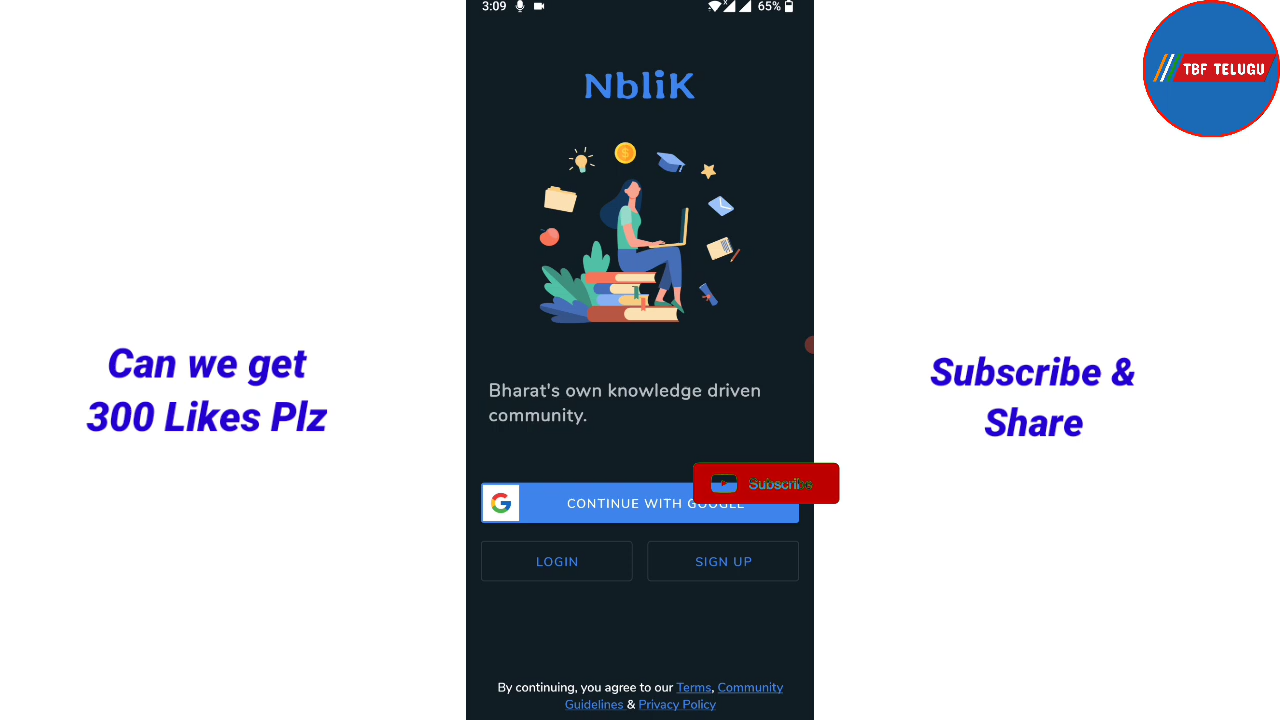 3:09
65%
NbliK
TBF TELUGU
Can we get
300 Likes Plz
Subscribe &
Share
Bharat's own knowledge driven
community.
Subscribe
CONTINUE WITH GOOGLE
LOGIN
SIGN UP
By continuing, you agree to our Terms, Community
Guidelines & Privacy Policy